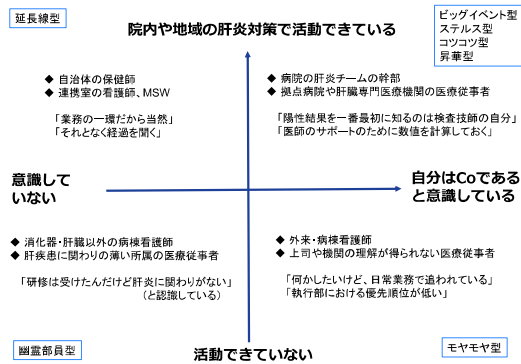 延長線型
院内や地域の肝炎対策で活動できている
ビッグイベント型
ステルス型
コツコツ型
昇華型
◆ 自治体の保健師
◆ 連携室の看護師、MSW
「業務の一環だから当然」
「それとなく経過を聞く」
◆ 病院の肝炎チームの幹部
◆ 拠点病院や肝臓専門医療機関の医療従事者
「陽性結果を一番最初に知るのは検査技師の自分」
「医師のサポートのために数値を計算しておく」
意識して
いない
自分はCoである
と意識している
◆ 消化器・肝臓以外の病棟看護師
◆ 肝疾患に関わりの薄い所属の医療従事者
「研修は受けたんだけど肝炎に関わりがない」
(と認識している)
◆ 外来・病棟看護師
◆ 上司や機関の理解が得られない医療従事者
「何かしたいけど、日常業務で追われている」
「執行部における優先順位が低い」
幽霊部員型
活動できていない
モヤモヤ型